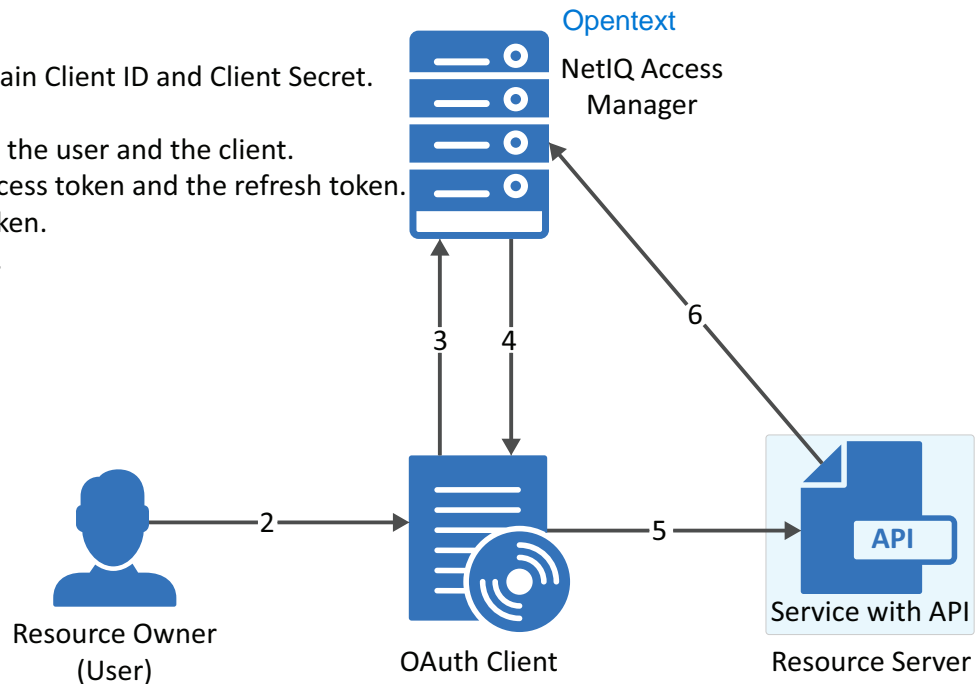 Opentext
NetIQ Access
Manager
ain Client ID and Client Secret.
the user and the client.
cess token and the refresh token.
ken.
3
4
6
2
5
API
Service with API
Resource Owner
(User)
OAuth Client
Resource Server